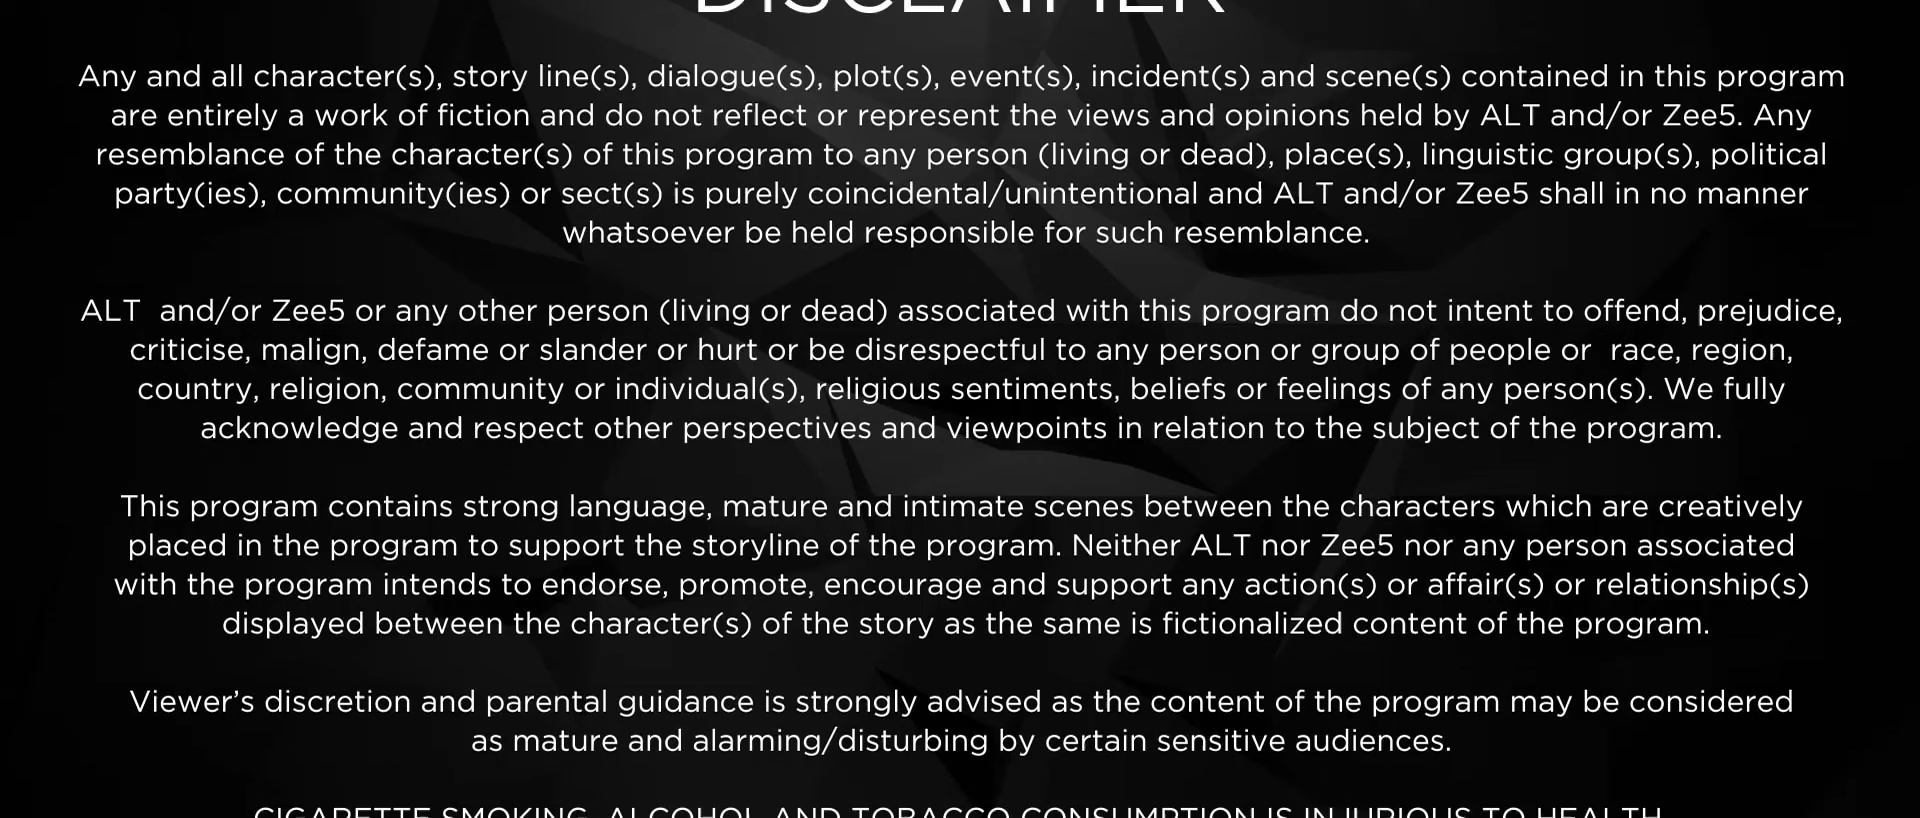 DISCLAIMER
Any and all character(s), story line(s), dialogue(s), plot(s), event(s), incident(s) and scene(s) contained in this program
are entirely a work of fiction and do not reflect or represent the views and opinions held by ALT and/or Zee5. Any
resemblance of the character(s) of this program to any person (living or dead), place(s), linguistic group(s), political
party(ies), community(ies) or sect(s) is purely coincidental/unintentional and ALT and/or Zee5 shall in no manner
whatsoever be held responsible for such resemblance.
ALT and/or Zee5 or any other person (living or dead) associated with this program do not intent to offend, prejudice,
criticise, malign, defame or slander or hurt or be disrespectful to any person or group of people or race, region,
country, religion, community or individual(s), religious sentiments, beliefs or feelings of any person(s). We fully
acknowledge and respect other perspectives and viewpoints in relation to the subject of the program.
This program contains strong language, mature and intimate scenes between the characters which are creatively
placed in the program to support the storyline of the program. Neither ALT nor Zee5 nor any person associated
with the program intends to endorse, promote, encourage and support any action(s) or affair(s) or relationship(s)
displayed between the character(s) of the story as the same is fictionalized content of the program.
Viewer’s discretion and parental guidance is strongly advised as the content of the program may be considered
as mature and alarming/disturbing by certain sensitive audiences.
CIGARETTE SMOKING, ALCOHOL AND TOBACCO CONSUMPTION IS INJURIOUS TO HEALTH